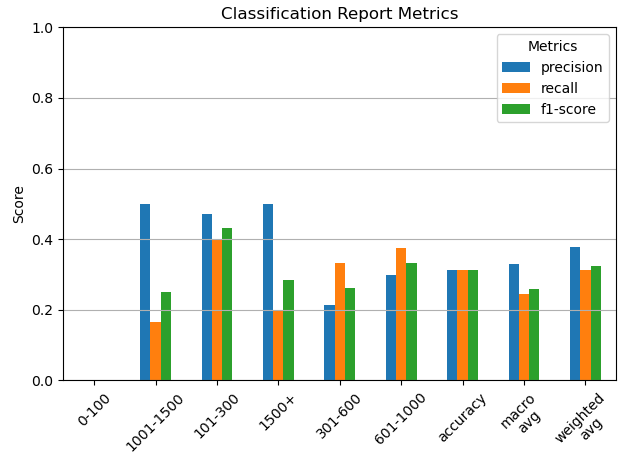 Classification Report Metrics
Metrics
precision
recall
f1-score
Score
1.0
0.8
0.6
0.4
0.2
0.0
0-100
1001-1500
101-300
1500+
301-600
601-1000
accuracy
macro
avg
weighted
avg